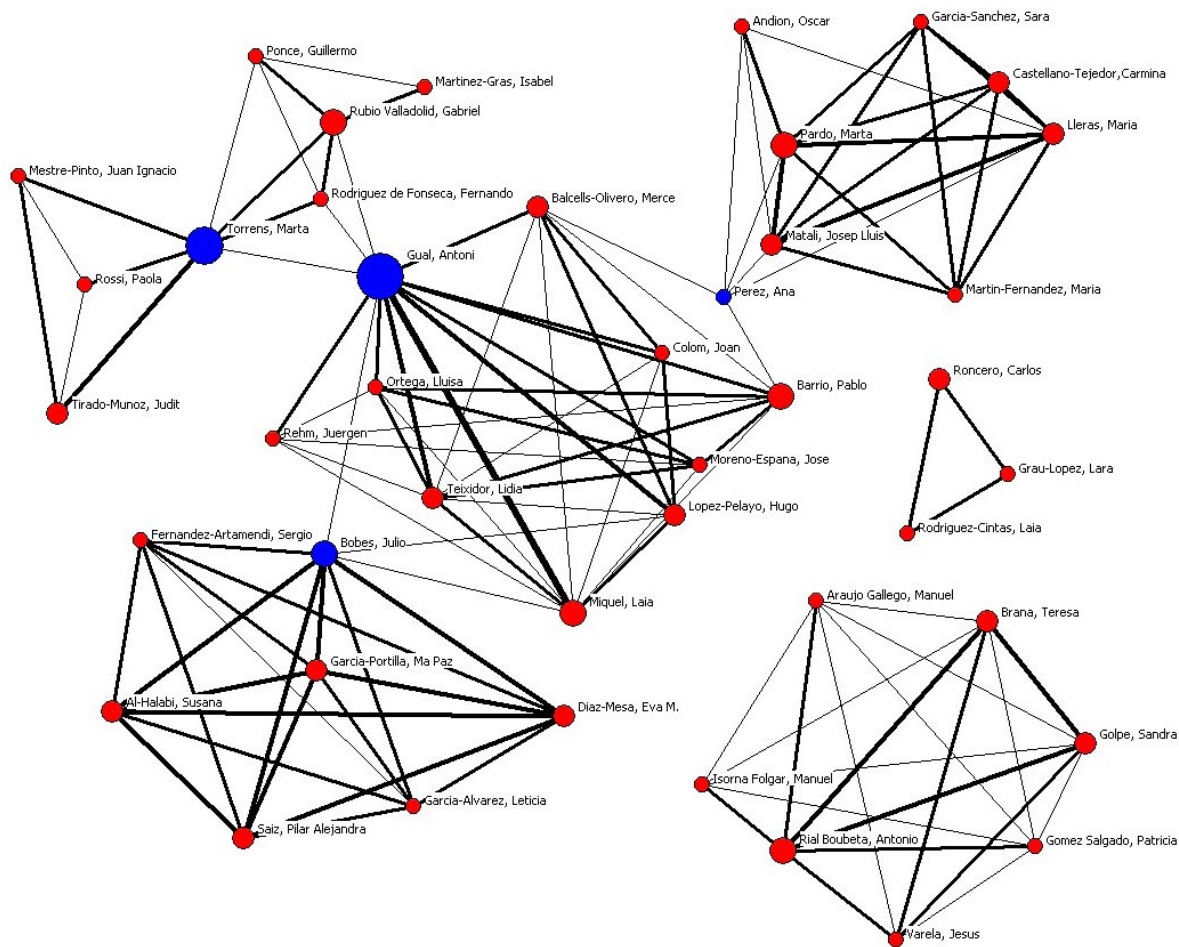 Andion, Oscar
Garcia-Sanchez, Sara
Ponce, Guillermo
Castellano-Tejedor,Carmina
Martinez-Gras, Isabel
Rubio Valladolid, Gabriel
Lleras, Maria
Pardo, Marta
Mestre-Pinto, Juan Ignacio
Rodriguez de Fonseca, Fernando
Balcells-Olivero, Merce
Torrens, Marta
Matali, Josep Lluis
Gual, Antoni
Rossi, Paola
Perez, Ana
Martin-Fernandez, Maria
Colom, Joan
Roncero, Carlos
Ortega, Lluisa
Barrio, Pablo
Tirado-Munoz, Judit
Rehm, Juergen
Moreno-Espana, Jose
Grau-Lopez, Lara
Teixidor, Lidia
Lopez-Pelayo, Hugo
Rodriguez-Cintas, Laia
Fernandez-Artamendi, Sergio
Bobes, Julio
Miquel, Laia
Araujo Gallego, Manuel
Brana, Teresa
Garcia-Portilla, Ma Paz
Al-Halabi, Susana
Diaz-Mesa, Eva M.
Golpe, Sandra
Isorna Folgar, Manuel
Garcia-Alvarez, Leticia
Saiz, Pilar Alejandra
Rial Boubeta, Antonio
Gomez Salgado, Patricia
Varela, Jesus